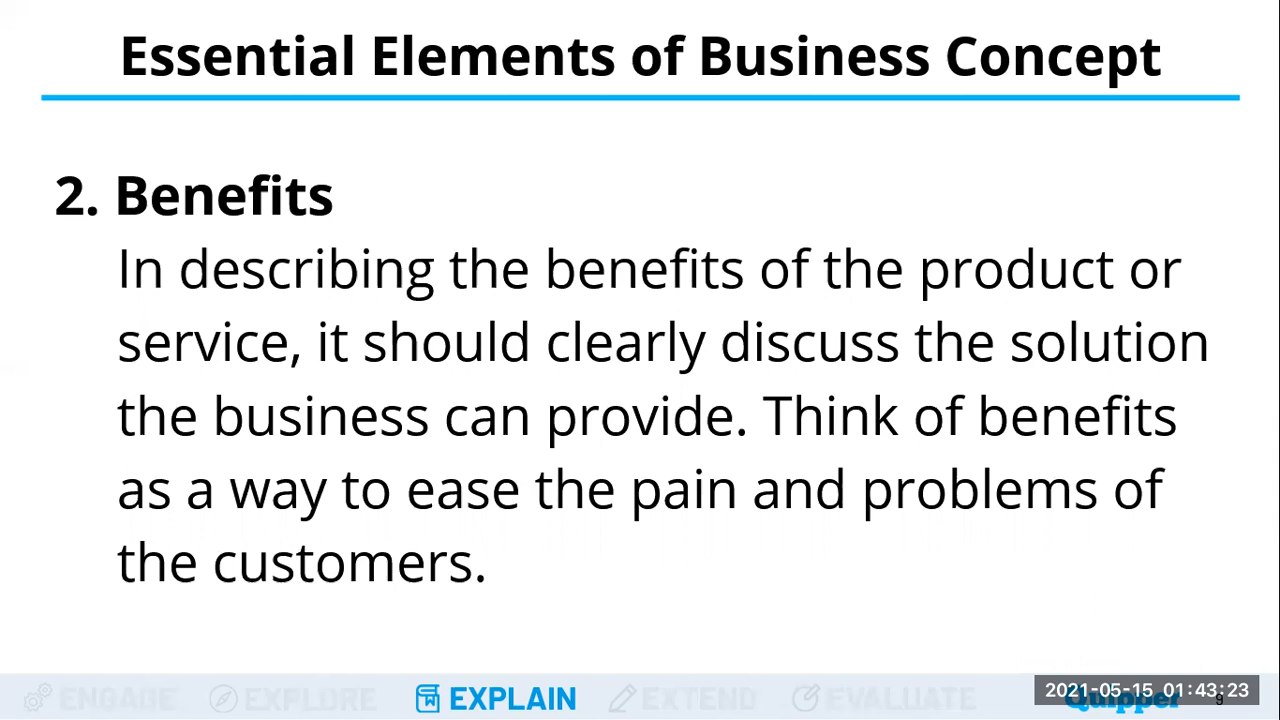 Essential Elements of Business Concept
2. Benefits
In describing the benefits of the product or
service, it should clearly discuss the solution
the business can provide. Think of benefits
as a way to ease the pain and problems of
the customers.
ENGAGE EXPLORE EXPLAIN EXTEND EVALUATE Quipper 9
2021-05-15 01:43:23